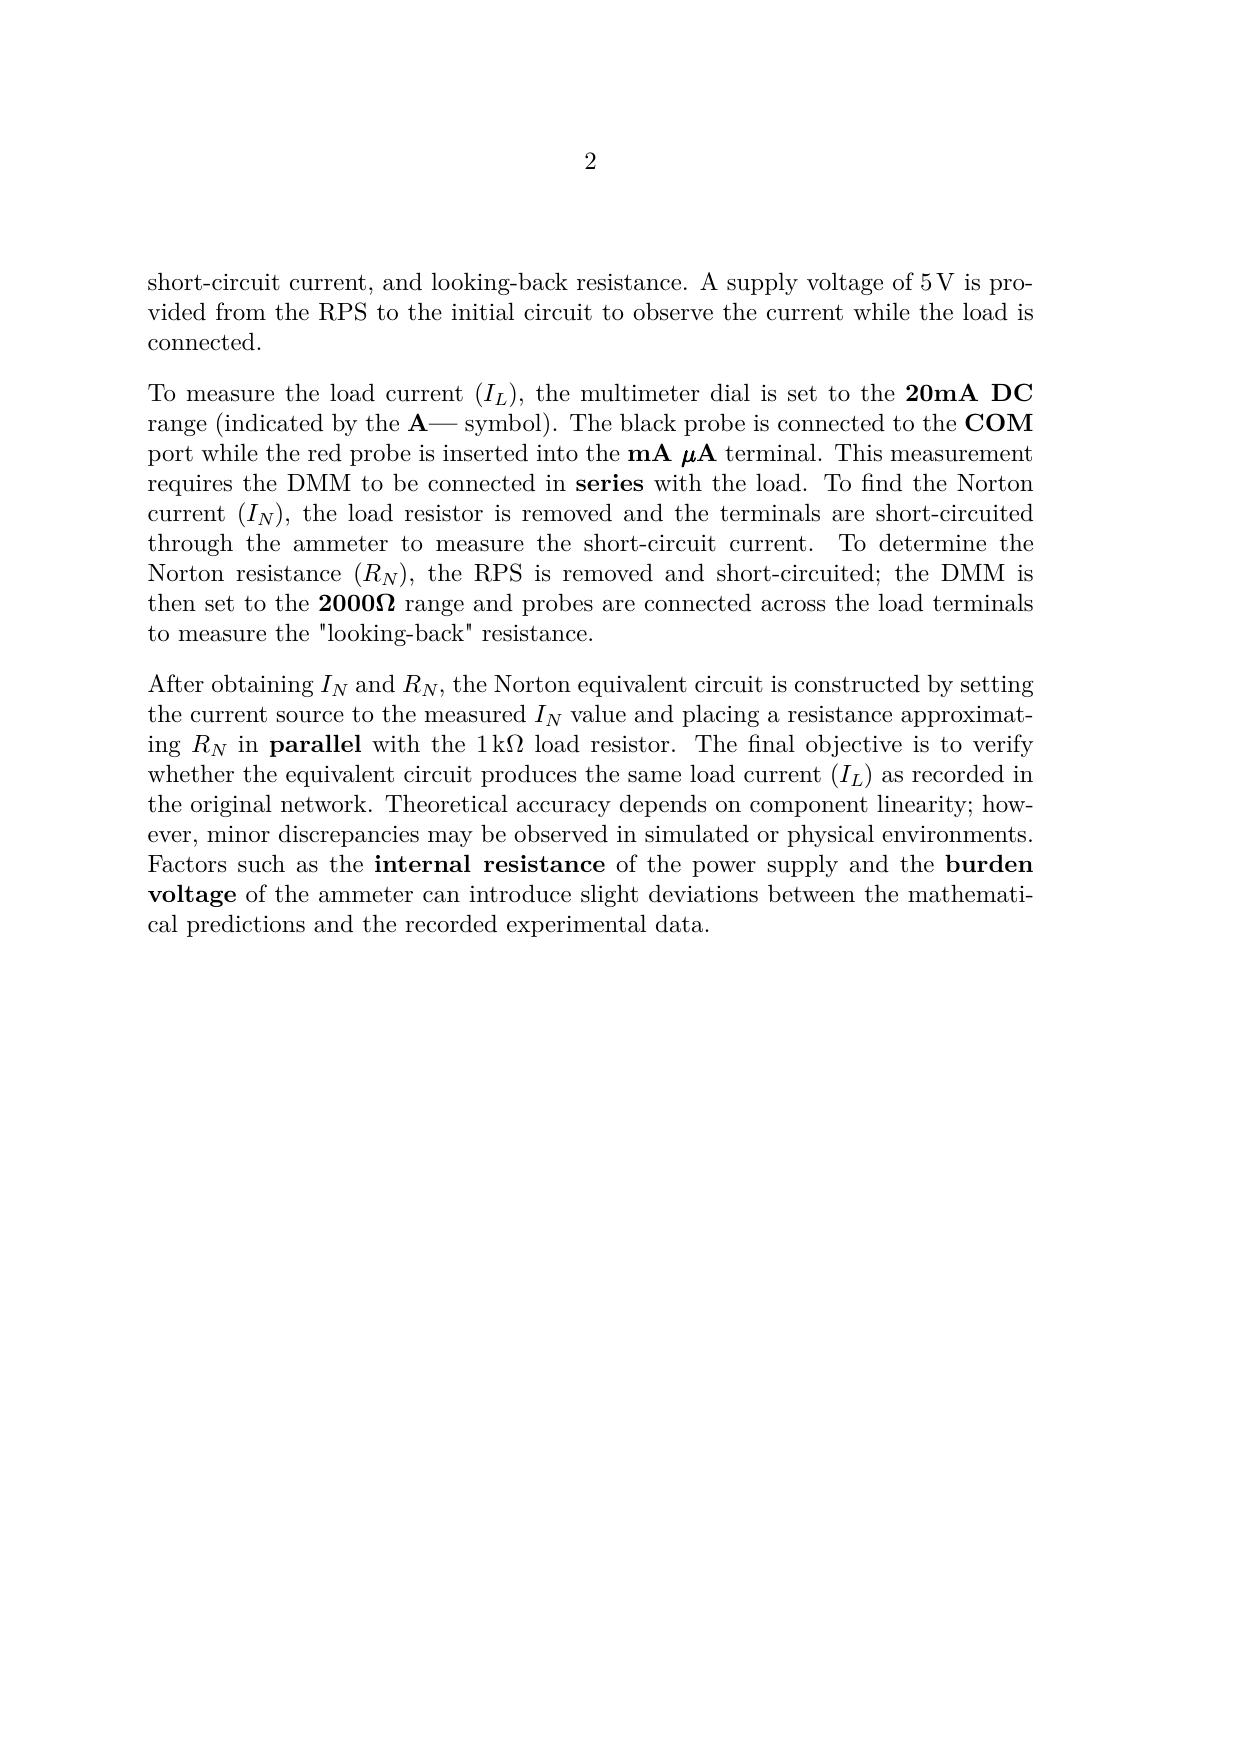 2
short-circuit current, and looking-back resistance. A supply voltage of 5 V is pro-
vided from the RPS to the initial circuit to observe the current while the load is
connected.
To measure the load current (I_L), the multimeter dial is set to the 20mA DC
range (indicated by the A— symbol). The black probe is connected to the COM
port while the red probe is inserted into the mA μA terminal. This measurement
requires the DMM to be connected in series with the load. To find the Norton
current (I_N), the load resistor is removed and the terminals are short-circuited
through the ammeter to measure the short-circuit current. To determine the
Norton resistance (R_N), the RPS is removed and short-circuited; the DMM is
then set to the 2000Ω range and probes are connected across the load terminals
to measure the "looking-back" resistance.
After obtaining I_N and R_N, the Norton equivalent circuit is constructed by setting
the current source to the measured I_N value and placing a resistance approximat-
ing R_N in parallel with the 1 kΩ load resistor. The final objective is to verify
whether the equivalent circuit produces the same load current (I_L) as recorded in
the original network. Theoretical accuracy depends on component linearity; how-
ever, minor discrepancies may be observed in simulated or physical environments.
Factors such as the internal resistance of the power supply and the burden
voltage of the ammeter can introduce slight deviations between the mathemati-
cal predictions and the recorded experimental data.